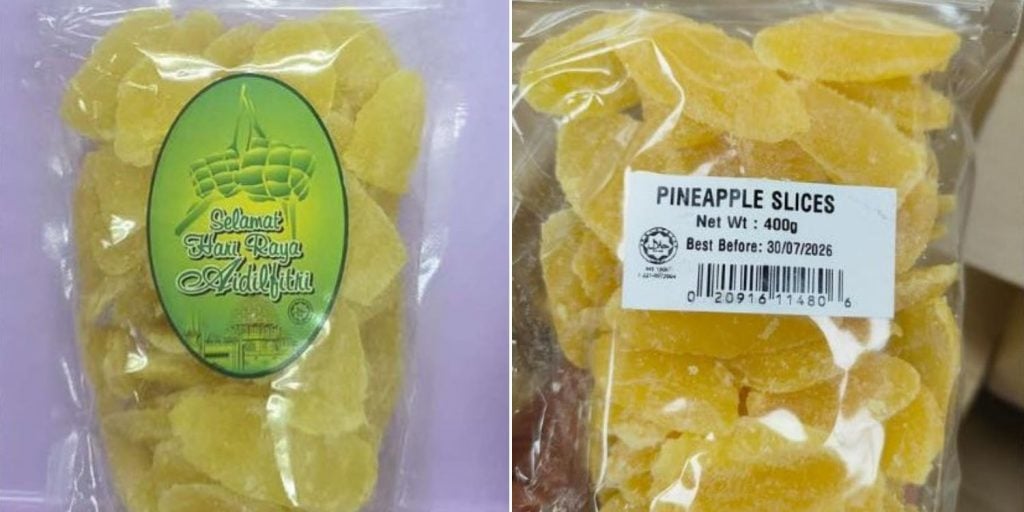 Selamat
Hari Raya
Aidilfitri
PINEAPPLE SLICES
Net Wt : 400g
Best Before: 30/07/2026
0 20916 11480 6